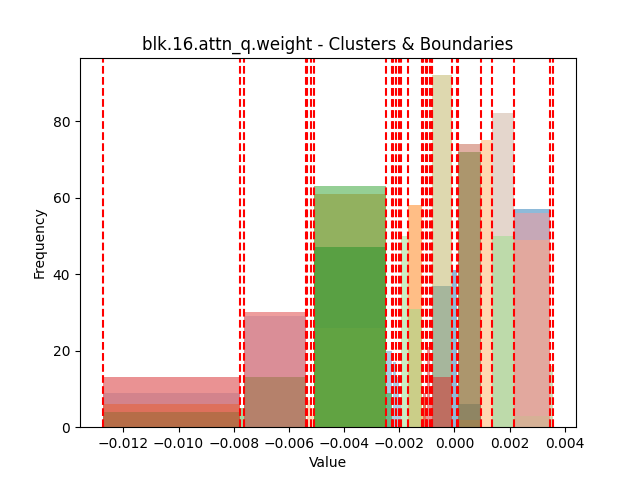 blk.16.attn_q.weight - Clusters & Boundaries
80
60
40
20
0
Frequency
−0.012 −0.010 −0.008 −0.006 −0.004 −0.002 0.000 0.002 0.004
Value